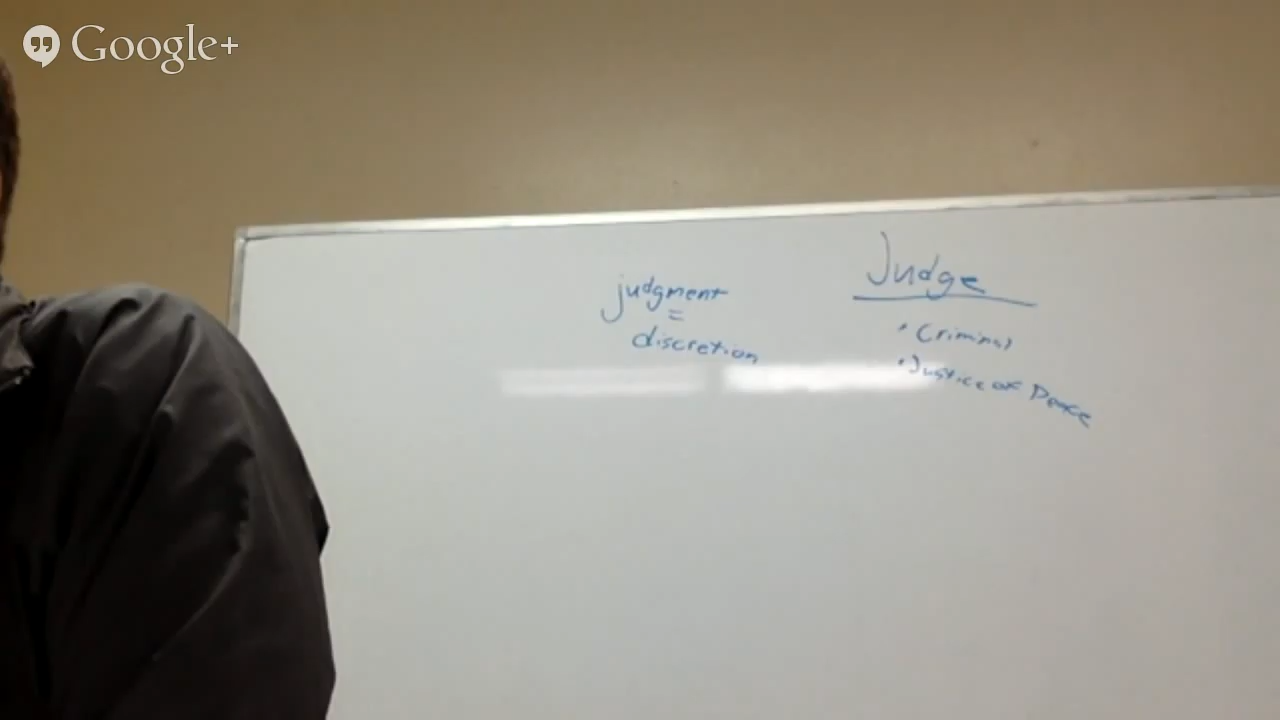 Google+
judgment
=
discretion
Judge
• Criminal
• Justice of Peace